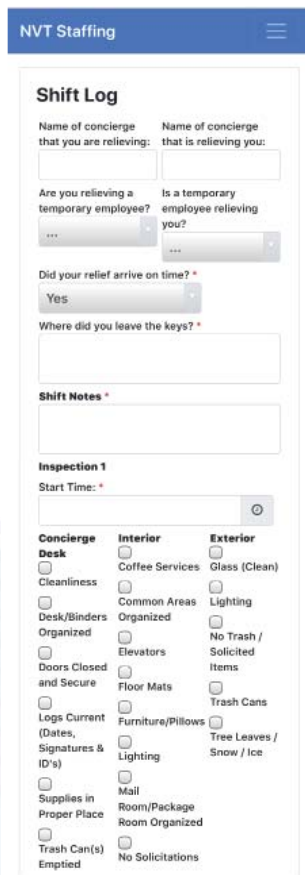 NVT Staffing
Shift Log
Name of concierge
that you are relieving:
Name of concierge
that is relieving you:
Are you relieving a
temporary employee?
...
Is a temporary
employee relieving
you?
...
Did your relief arrive on time? *
Yes
Where did you leave the keys? *
Shift Notes *
Inspection 1
Start Time: *
Concierge
Desk
Cleanliness
Desk/Binders
Organized
Doors Closed
and Secure
Logs Current
(Dates,
Signatures &
ID's)
Supplies in
Proper Place
Trash Can(s)
Emptied
Interior
Coffee Services
Common Areas
Organized
Elevators
Floor Mats
Furniture/Pillows
Lighting
Mail
Room/Package
Room Organized
No Solicitations
Exterior
Glass (Clean)
Lighting
No Trash /
Solicited
Items
Trash Cans
Tree Leaves /
Snow / Ice